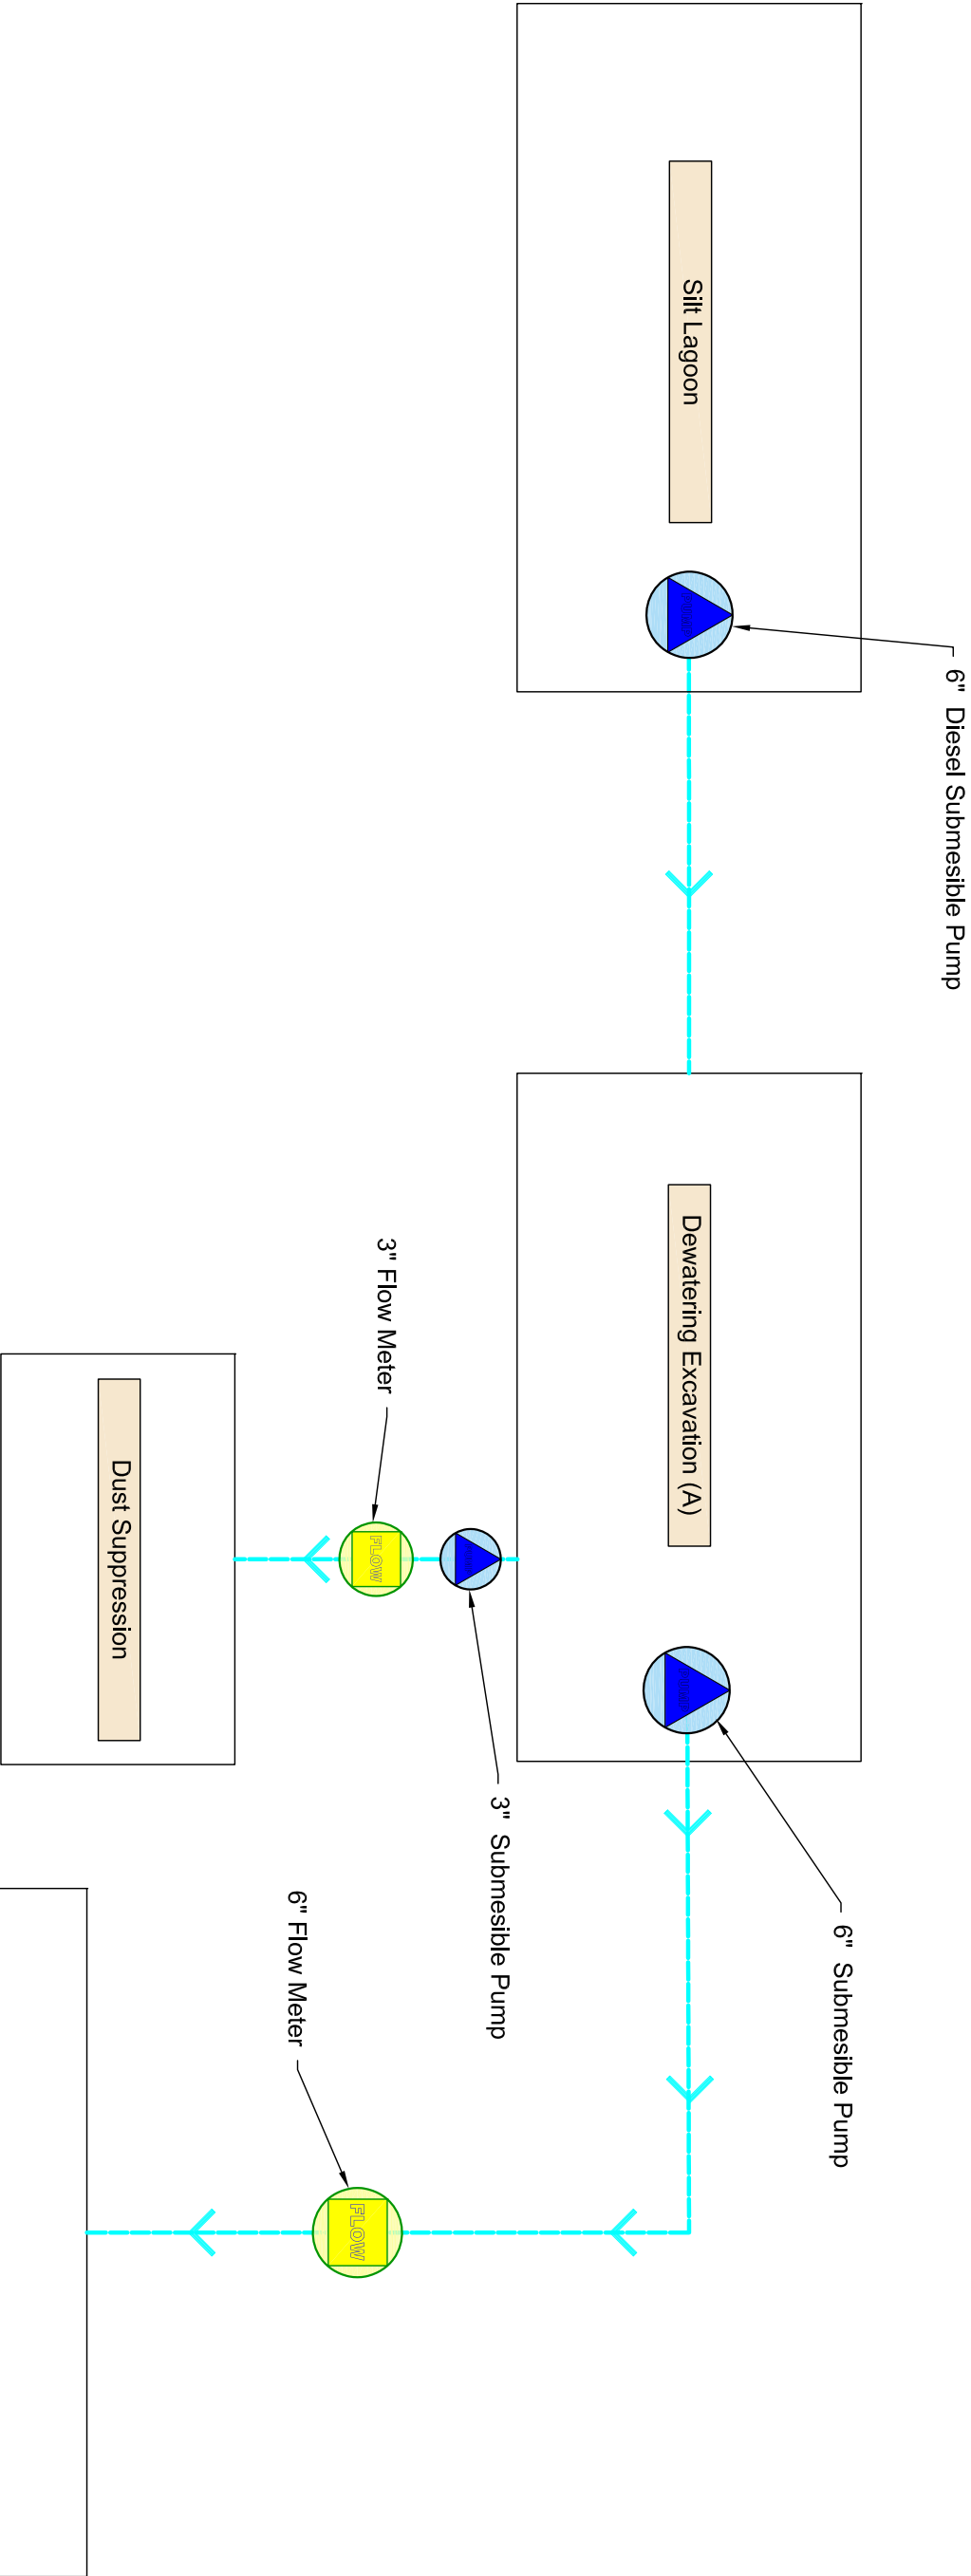 Silt Lagoon
6" Diesel Submesible Pump
Dewatering Excavation (A)
6" Submesible Pump
3" Flow Meter
FLOW
3" Submesible Pump
Dust Suppression
6" Flow Meter
FLOW